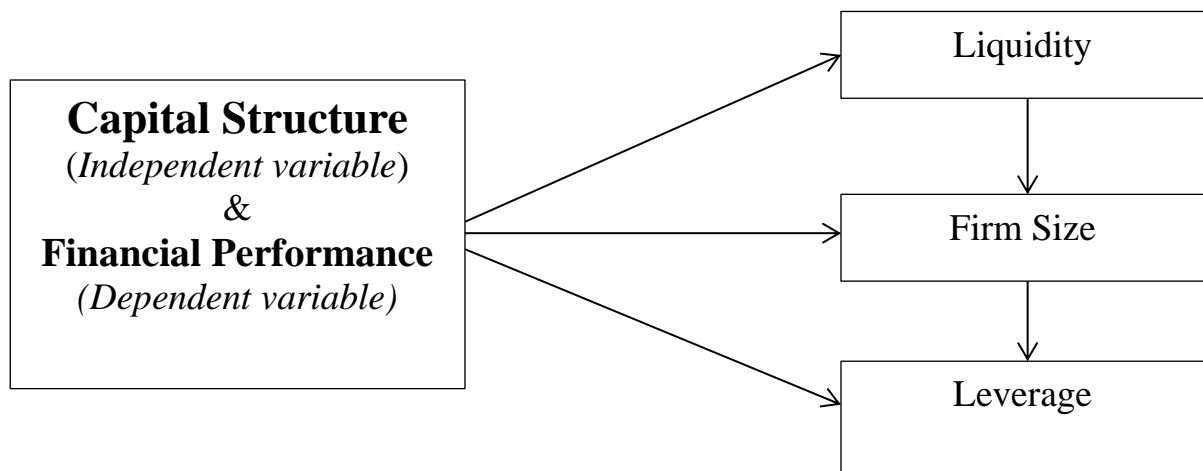 Capital Structure
(Independent variable)
&
Financial Performance
(Dependent variable)
Liquidity
Firm Size
Leverage